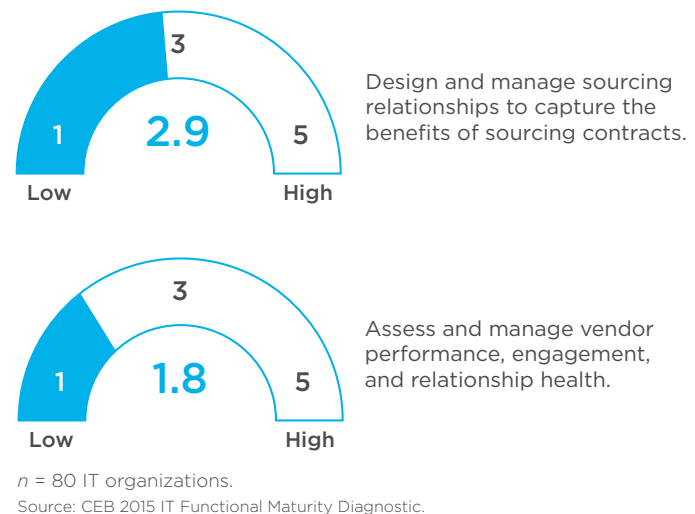 3
1
2.9
5
Low
High
Design and manage sourcing
relationships to capture the
benefits of sourcing contracts.
3
1
1.8
5
Low
High
Assess and manage vendor
performance, engagement,
and relationship health.
n = 80 IT organizations.
Source: CEB 2015 IT Functional Maturity Diagnostic.